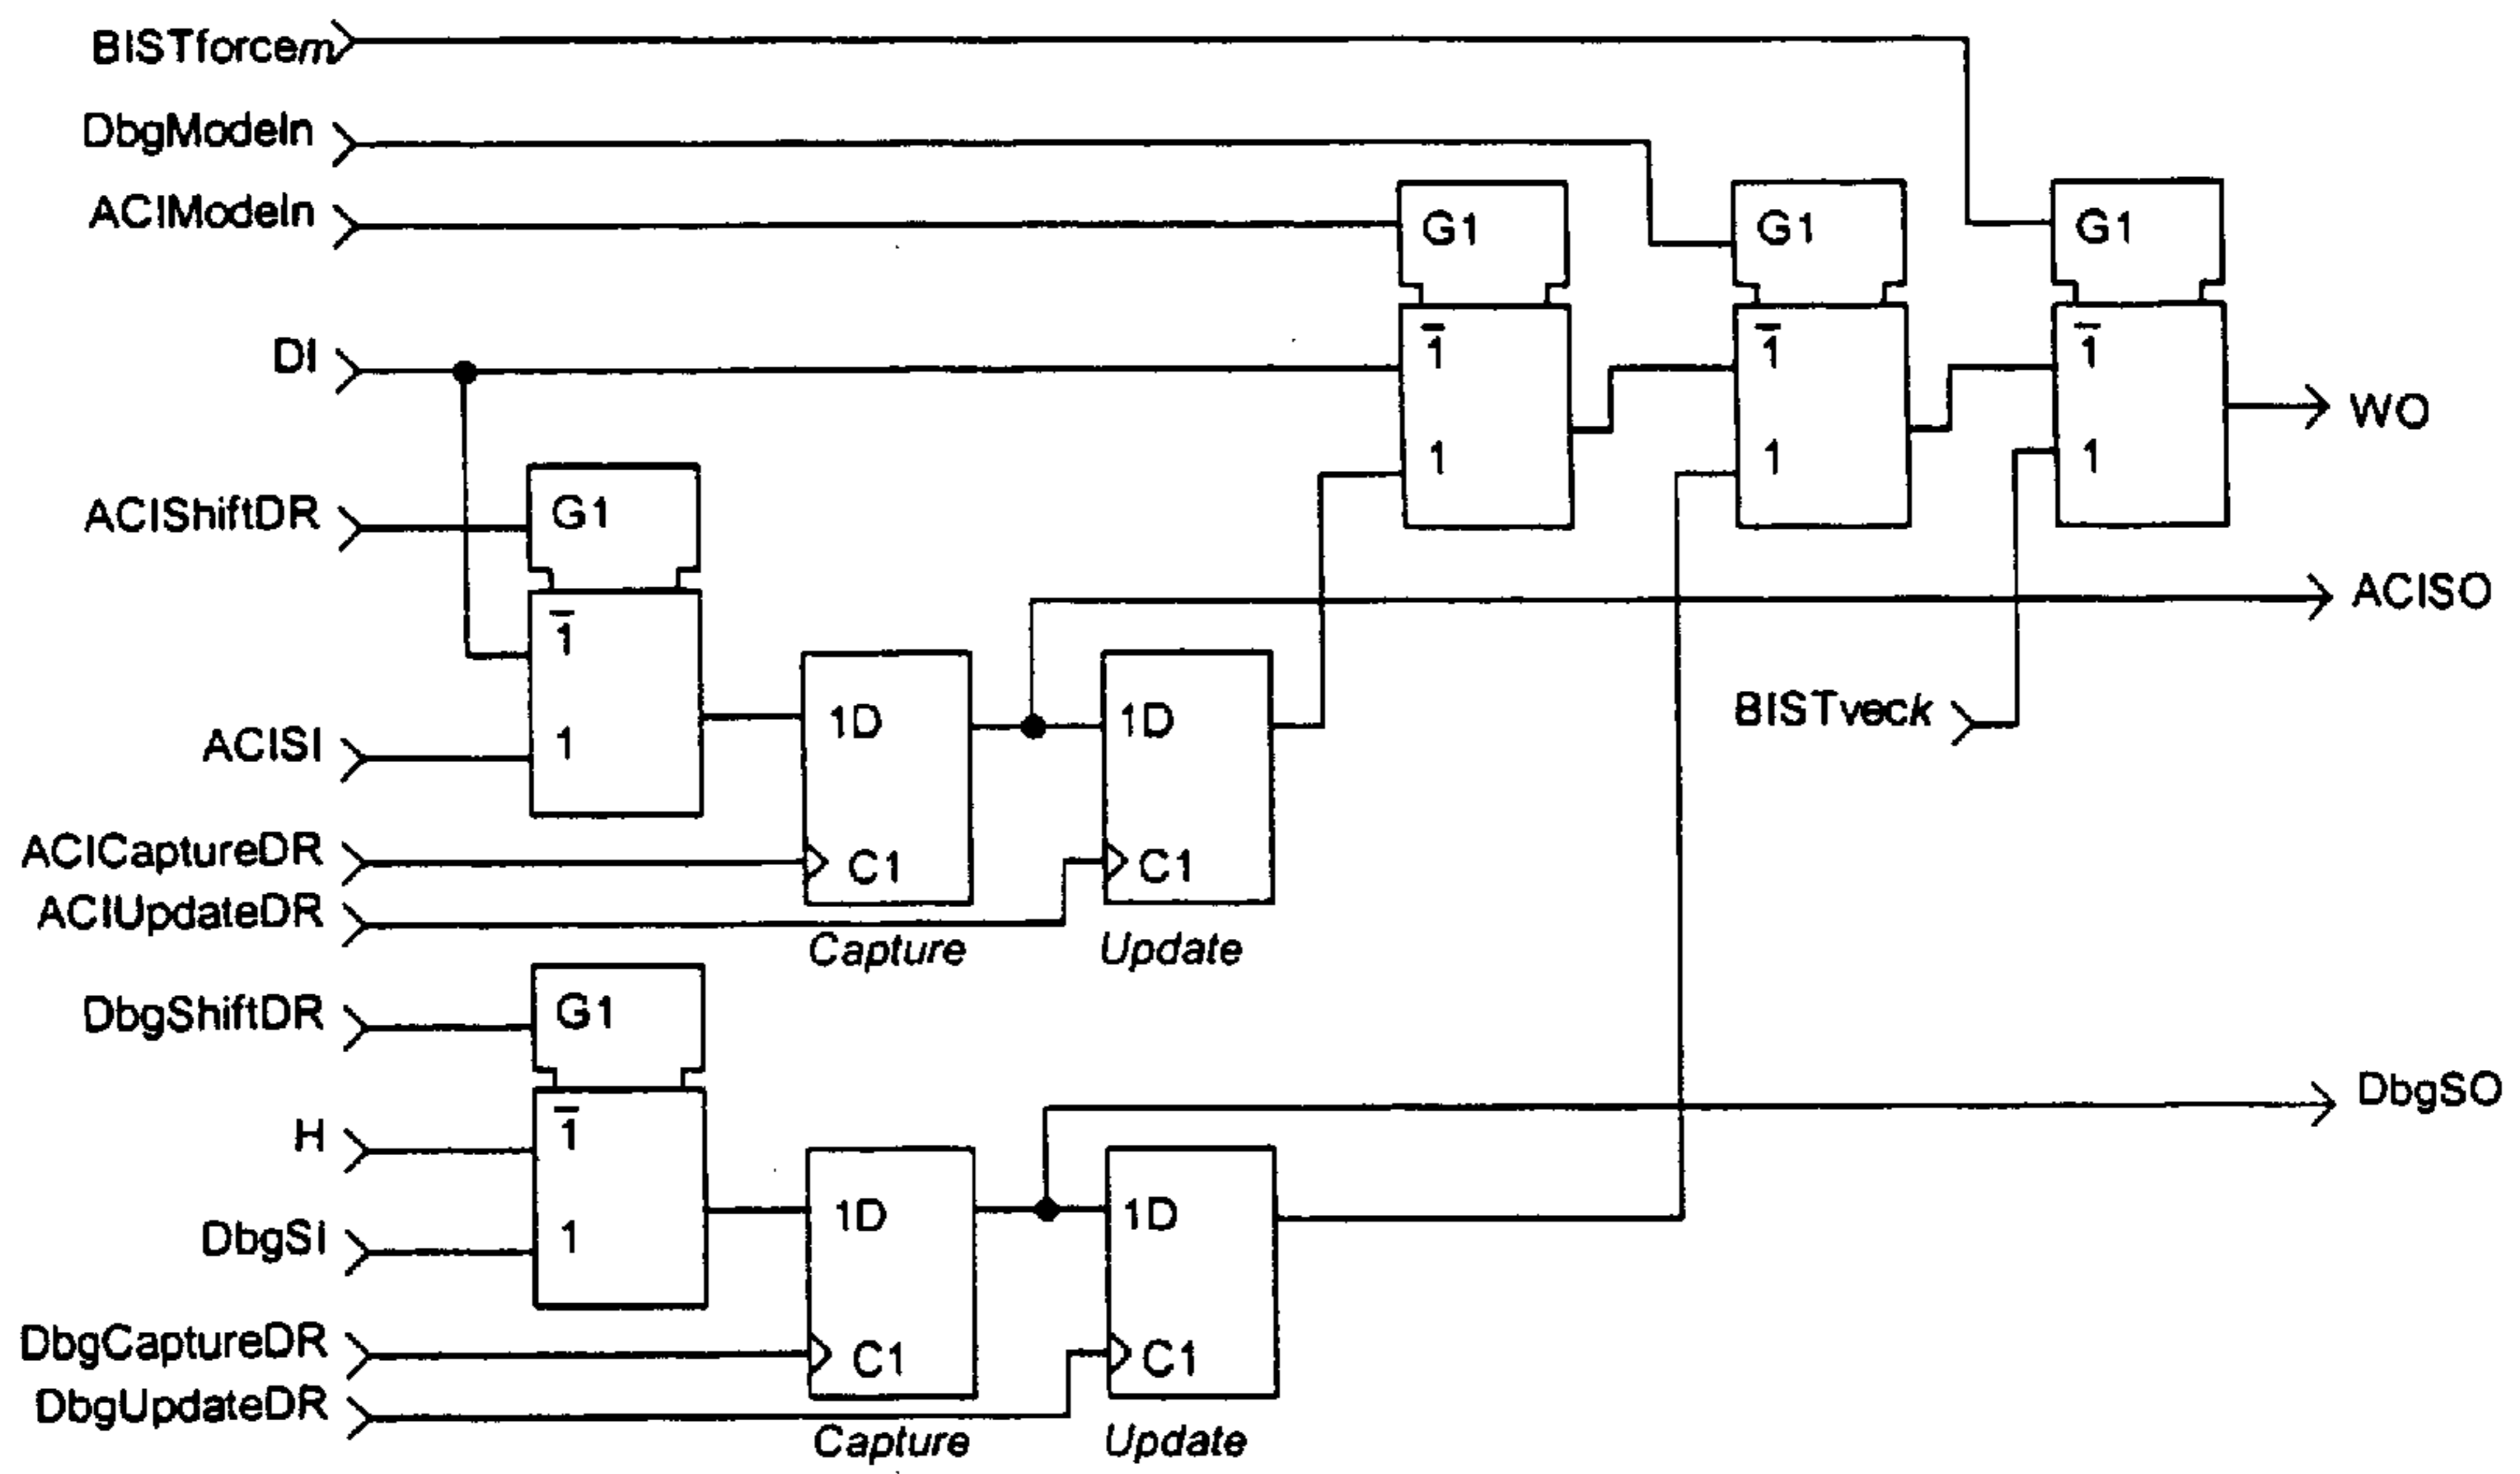 BISTforcem
DbgModeIn
ACIModeIn
G1
G1
G1
DI
1
1
1
WO
1
1
1
ACIShiftDR
G1
ACISO
1
BISTveck
ACISI
1
1D
1D
ACICaptureDR
C1
C1
ACIUpdateDR
Capture
Update
DbgShiftDR
G1
H
1
DbgSO
DbgSI
1
1D
1D
DbgCaptureDR
C1
C1
DbgUpdateDR
Capture
Update